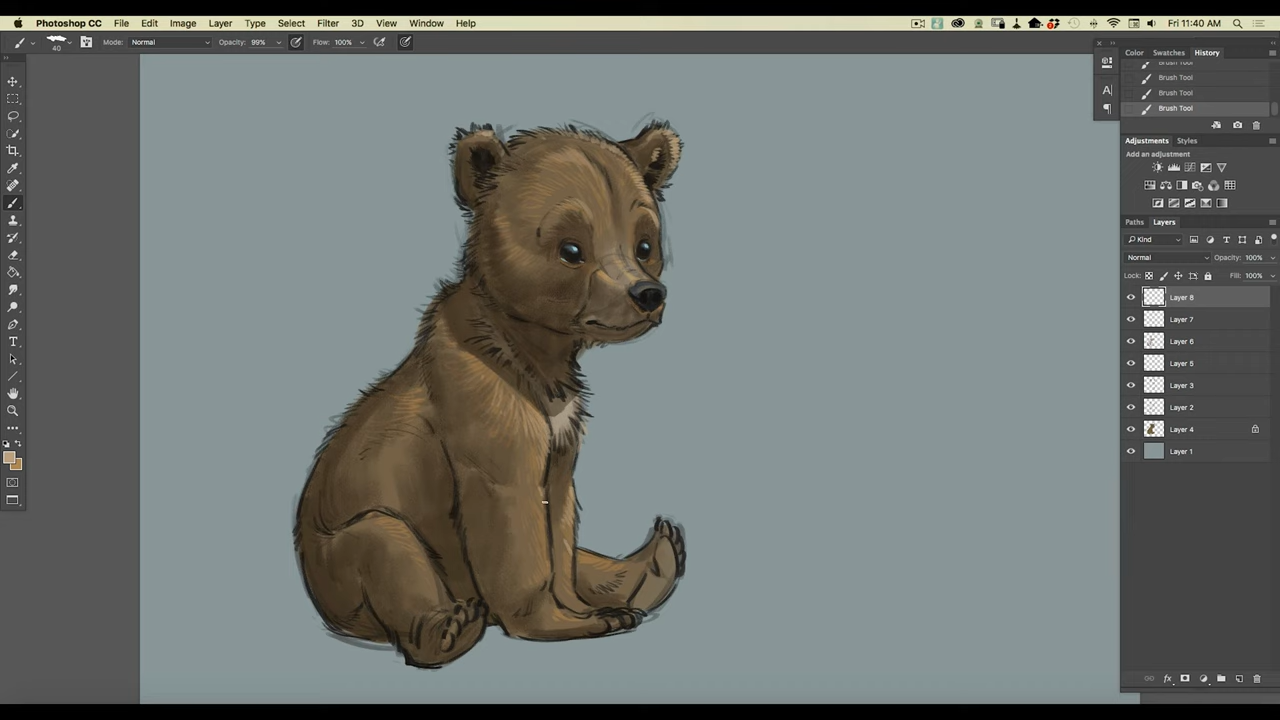 Photoshop CC File Edit Image Layer Type Select Filter 3D View Window Help Fri 11:40 AM
40 Mode: Normal Opacity: 99% Flow: 100%
Color Swatches History
Brush Tool
Brush Tool
Brush Tool
Brush Tool
Adjustments Styles
Add an adjustment
Paths Layers
Kind
Normal Opacity: 100%
Lock: Fill: 100%
Layer 8
Layer 7
Layer 6
Layer 5
Layer 3
Layer 2
Layer 4
Layer 1